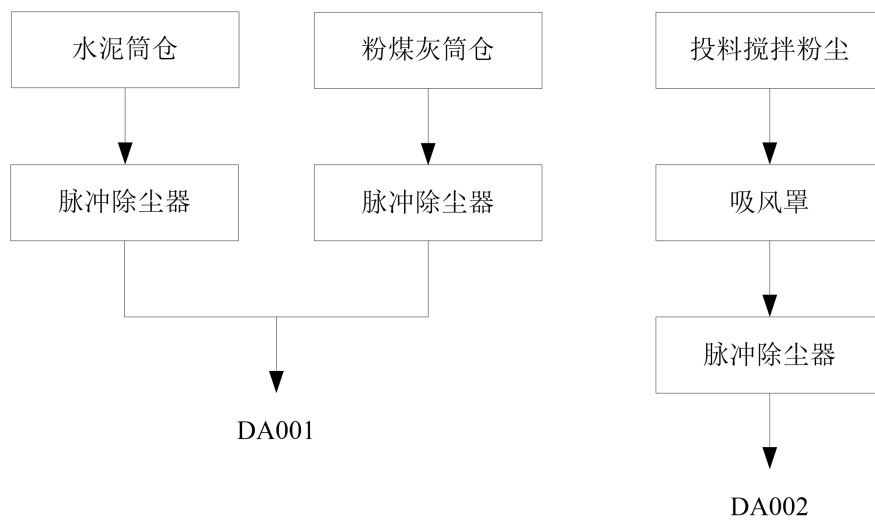 水泥筒仓
粉煤灰筒仓
投料搅拌粉尘
脉冲除尘器
脉冲除尘器
吸风罩
脉冲除尘器
DA001
DA002